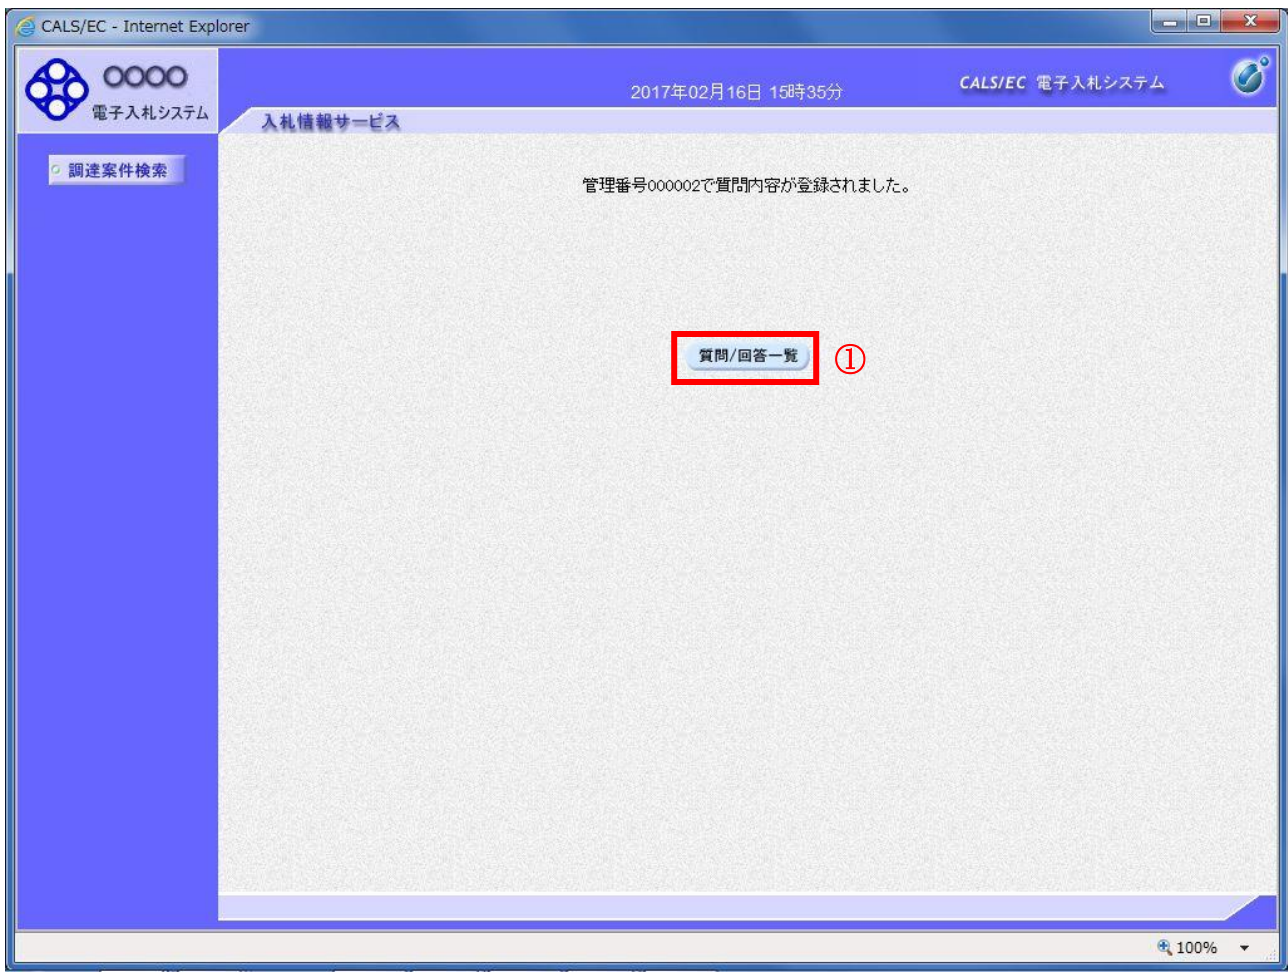 CALS/EC - Internet Explorer
○○○○
電子入札システム
2017年02月16日 15時35分
CALS/EC 電子入札システム
入札情報サービス
調達案件検索
管理番号000002で質問内容が登録されました。
質問/回答一覧
①
100%